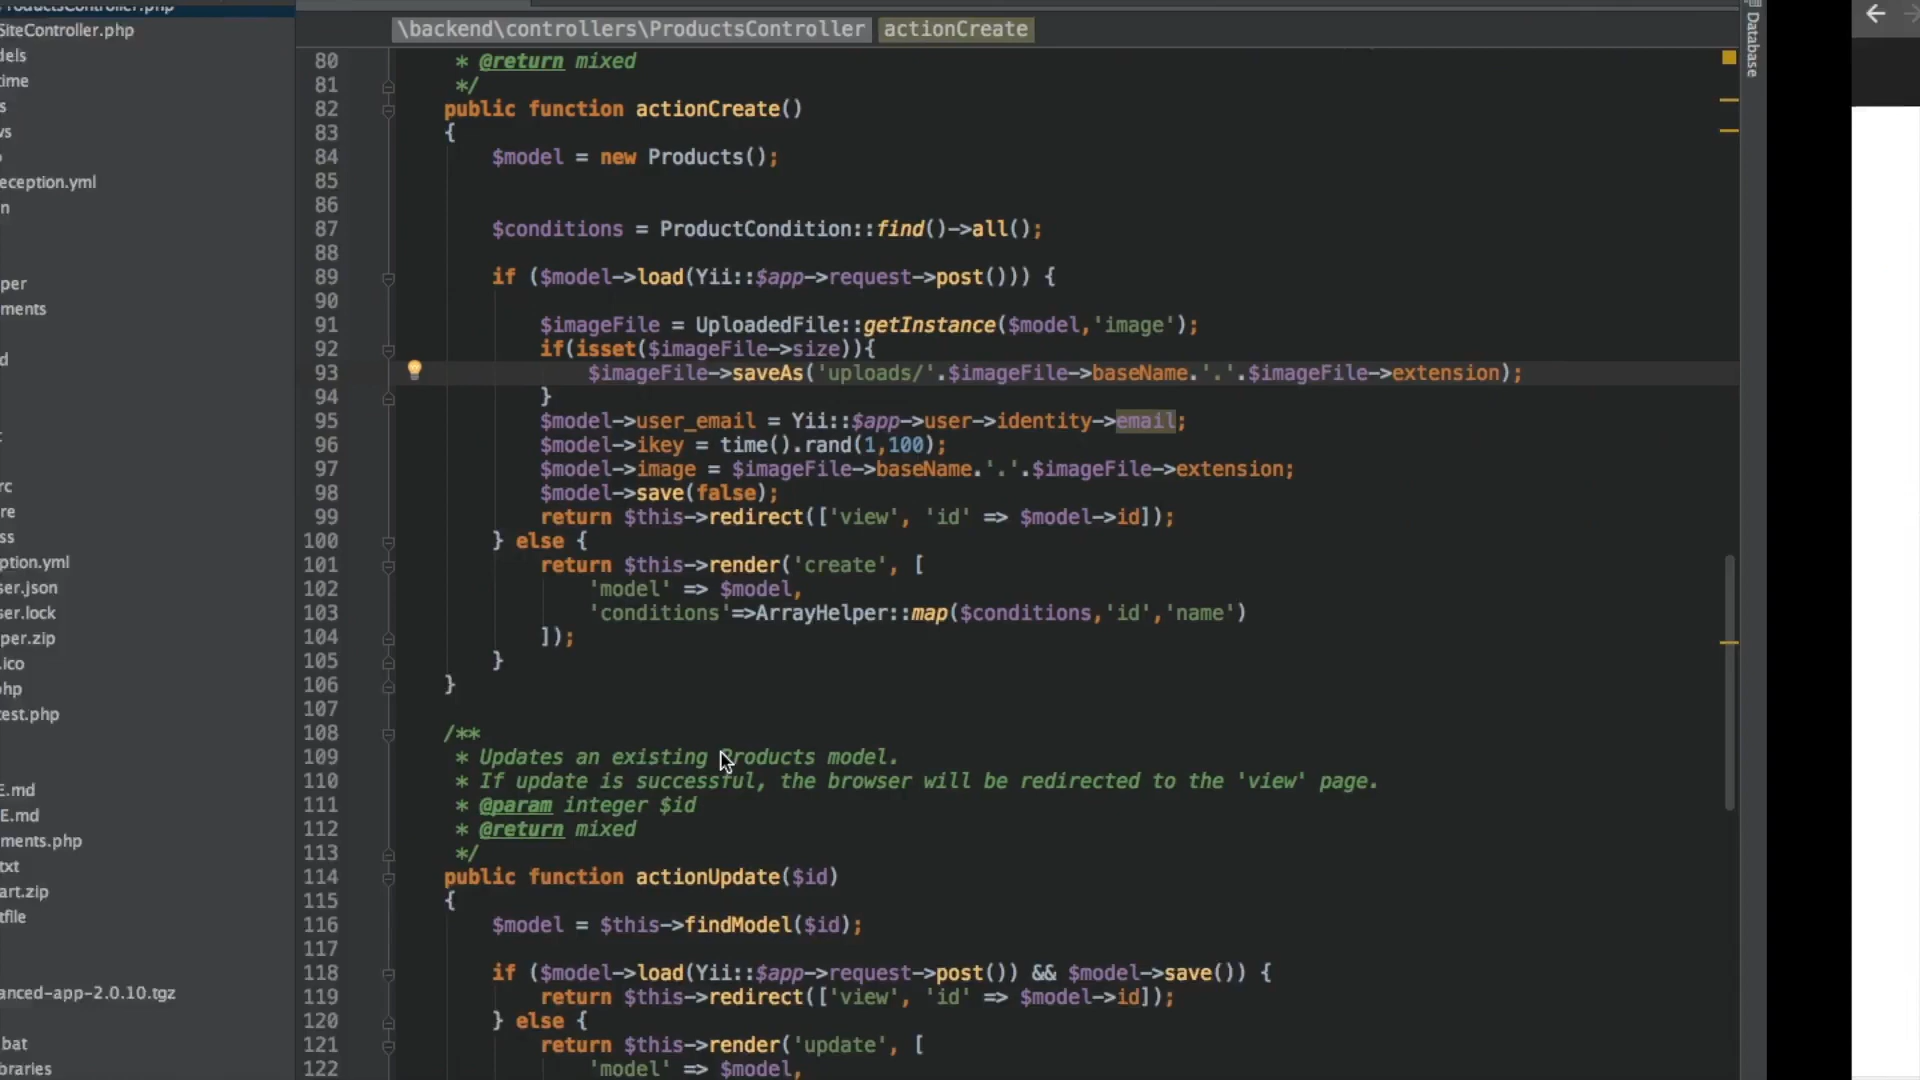 roductsController.php
SiteController.php
dels
time
s
ws
o
eception.yml
n
per
ments
d
t
rc
re
ss
ption.yml
ser.json
ser.lock
per.zip
.ico
php
test.php
E.md
E.md
ments.php
txt
art.zip
tfile
anced-app-2.0.10.tgz
bat
braries
\backend\controllers\ProductsController actionCreate
80 * @return mixed
81 */
82 public function actionCreate()
83 {
84 $model = new Products();
85
86
87 $conditions = ProductCondition::find()->all();
88
89 if ($model->load(Yii::$app->request->post())) {
90
91 $imageFile = UploadedFile::getInstance($model,'image');
92 if(isset($imageFile->size)){
93 $imageFile->saveAs('uploads/'.$imageFile->baseName.'.'.$imageFile->extension);
94 }
95 $model->user_email = Yii::$app->user->identity->email;
96 $model->ikey = time().rand(1,100);
97 $model->image = $imageFile->baseName.'.'.$imageFile->extension;
98 $model->save(false);
99 return $this->redirect(['view', 'id' => $model->id]);
100 } else {
101 return $this->render('create', [
102 'model' => $model,
103 'conditions'=>ArrayHelper::map($conditions,'id','name')
104 ]);
105 }
106 }
107
108 /**
109 * Updates an existing Products model.
110 * If update is successful, the browser will be redirected to the 'view' page.
111 * @param integer $id
112 * @return mixed
113 */
114 public function actionUpdate($id)
115 {
116 $model = $this->findModel($id);
117
118 if ($model->load(Yii::$app->request->post()) && $model->save()) {
119 return $this->redirect(['view', 'id' => $model->id]);
120 } else {
121 return $this->render('update', [
122 'model' => $model,
Database